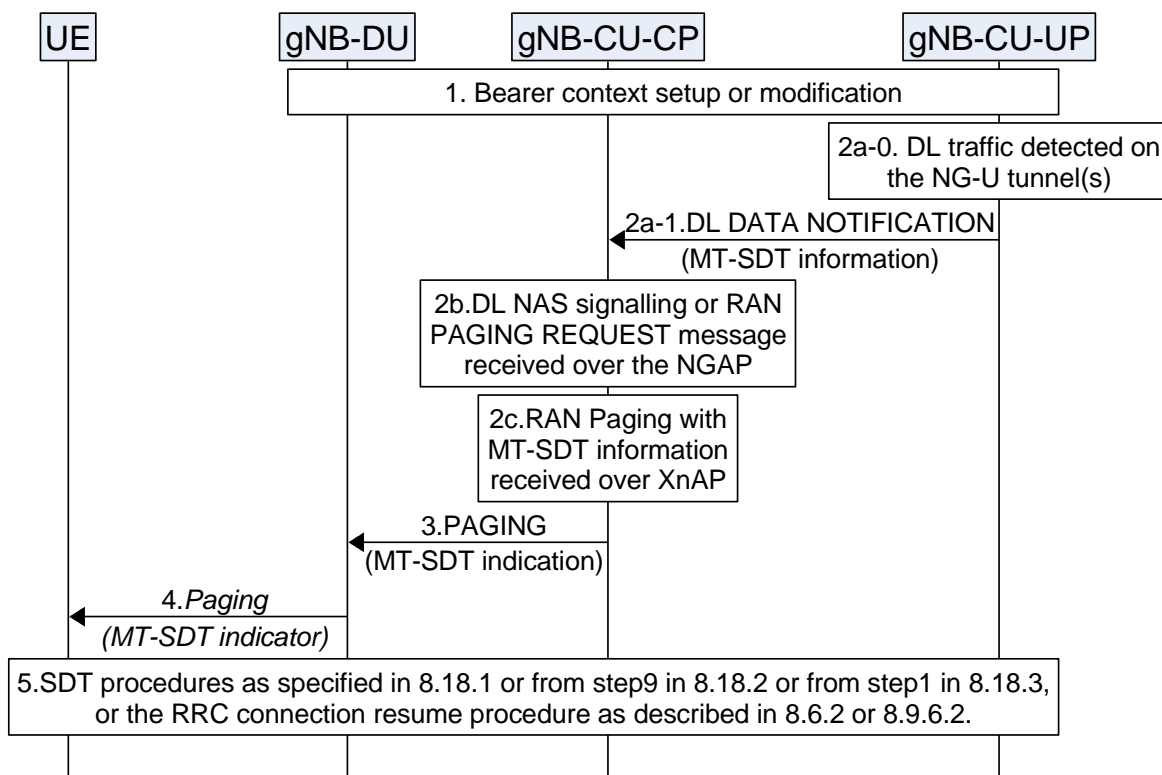 UE
gNB-DU
gNB-CU-CP
gNB-CU-UP
1. Bearer context setup or modification
2a-0. DL traffic detected on
the NG-U tunnel(s)
2a-1.DL DATA NOTIFICATION
(MT-SDT information)
2b.DL NAS signalling or RAN
PAGING REQUEST message
received over the NGAP
2c.RAN Paging with
MT-SDT information
received over XnAP
3.PAGING
(MT-SDT indication)
4.Paging
(MT-SDT indicator)
5.SDT procedures as specified in 8.18.1 or from step9 in 8.18.2 or from step1 in 8.18.3,
or the RRC connection resume procedure as described in 8.6.2 or 8.9.6.2.